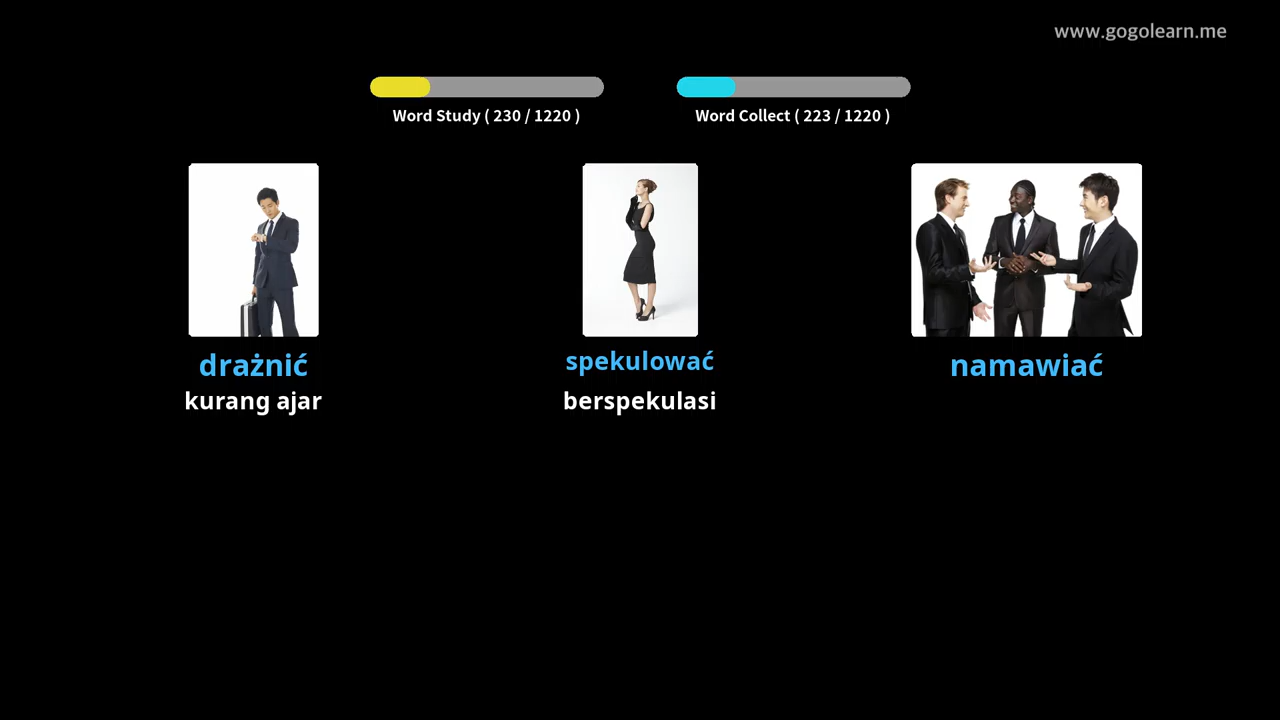 www.gogolearn.me
Word Study ( 230 / 1220 )
Word Collect ( 223 / 1220 )
drażnić
spekulować
namawiać
kurang ajar
berspekulasi